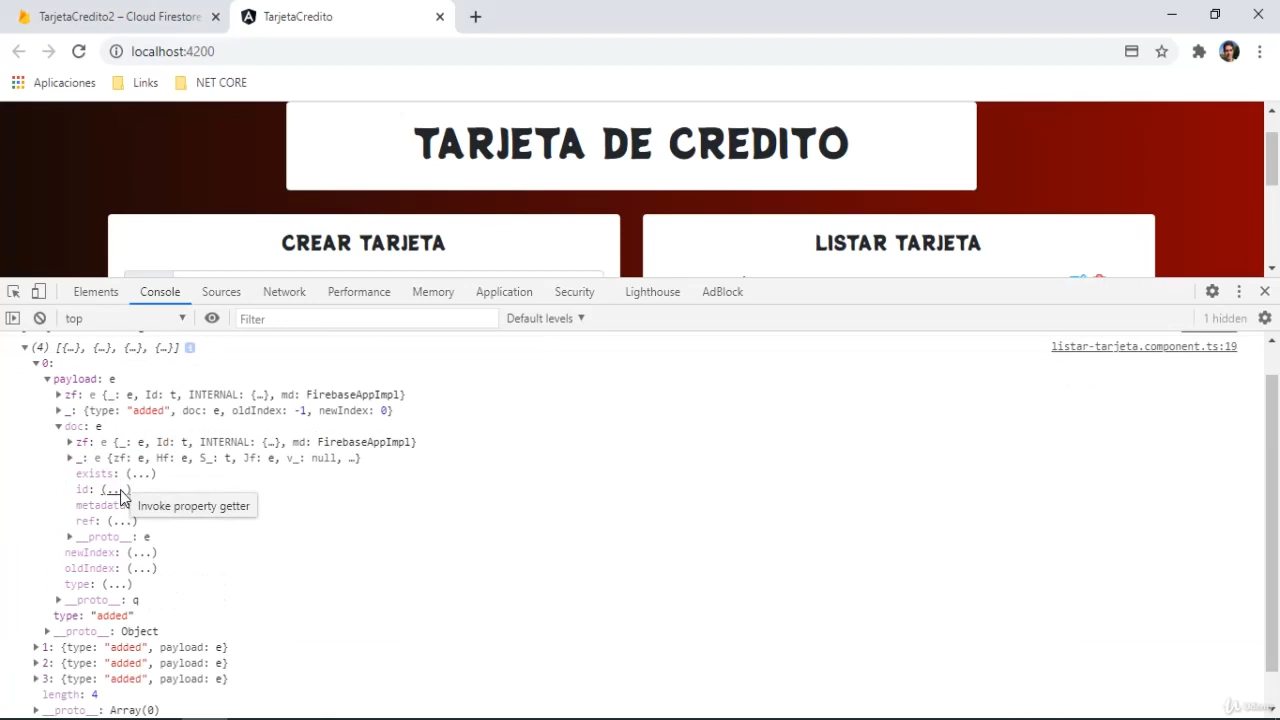 TarjetaCredito2 – Cloud Firestore
TarjetaCredito
localhost:4200
Aplicaciones
Links
NET CORE
TARJETA DE CREDITO
CREAR TARJETA
LISTAR TARJETA
Elements
Console
Sources
Network
Performance
Memory
Application
Security
Lighthouse
AdBlock
top
Filter
Default levels
1 hidden
(4) [{…}, {…}, {…}, {…}]
listar-tarjeta.component.ts:19
0:
payload: e
zf: e {_: e, Id: t, INTERNAL: {…}, md: FirebaseAppImpl}
_: {type: "added", doc: e, oldIndex: -1, newIndex: 0}
doc: e
zf: e {_: e, Id: t, INTERNAL: {…}, md: FirebaseAppImpl}
_: e {zf: e, Hf: e, S_: t, Jf: e, v_: null, …}
exists: (...)
id: (...)
Invoke property getter
ref: (...)
__proto__: e
newIndex: (...)
oldIndex: (...)
type: (...)
__proto__: q
type: "added"
__proto__: Object
1: {type: "added", payload: e}
2: {type: "added", payload: e}
3: {type: "added", payload: e}
length: 4
__proto__: Array(0)
Udemy